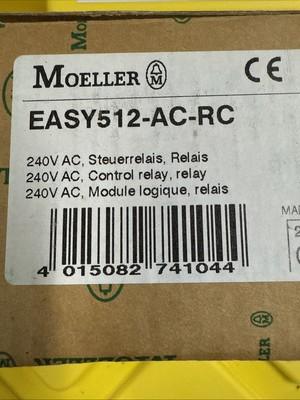 MOELLER
CE
EASY512-AC-RC
240V AC, Steuerrelais, Relais
240V AC, Control relay, relay
240V AC, Module logique, relais
4 015082 741044